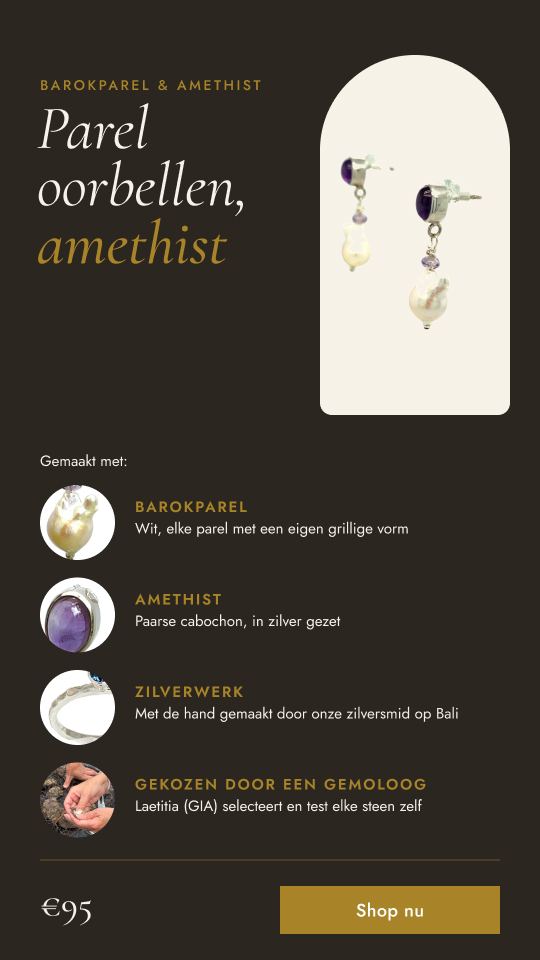 BAROKPAREL & AMETHIST
Parel
oorbellen,
amethist
Gemaakt met:
BAROKPAREL
Wit, elke parel met een eigen grillige vorm
AMETHIST
Paarse cabochon, in zilver gezet
ZILVERWERK
Met de hand gemaakt door onze zilversmid op Bali
GEKOZEN DOOR EEN GEMOLOOG
Laetitia (GIA) selecteert en test elke steen zelf
€95
Shop nu